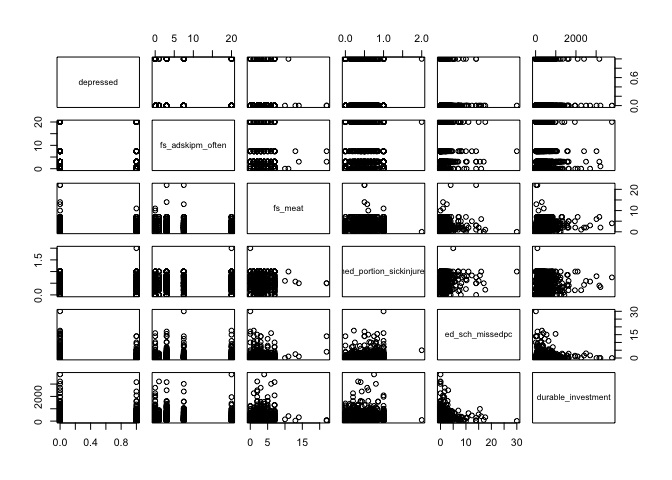 0 5 10 20
0.0 1.0 2.0
0 2000
depressed
0.0 0.6
0 10 20
fs_adskipm_often
fs_meat
0 10 20
0.0 1.5
ned_portion_sickinjure
ed_sch_missedpc
0 15 30
0 2000
durable_investment
0.0 0.4 0.8
0 5 15
0 10 20 30